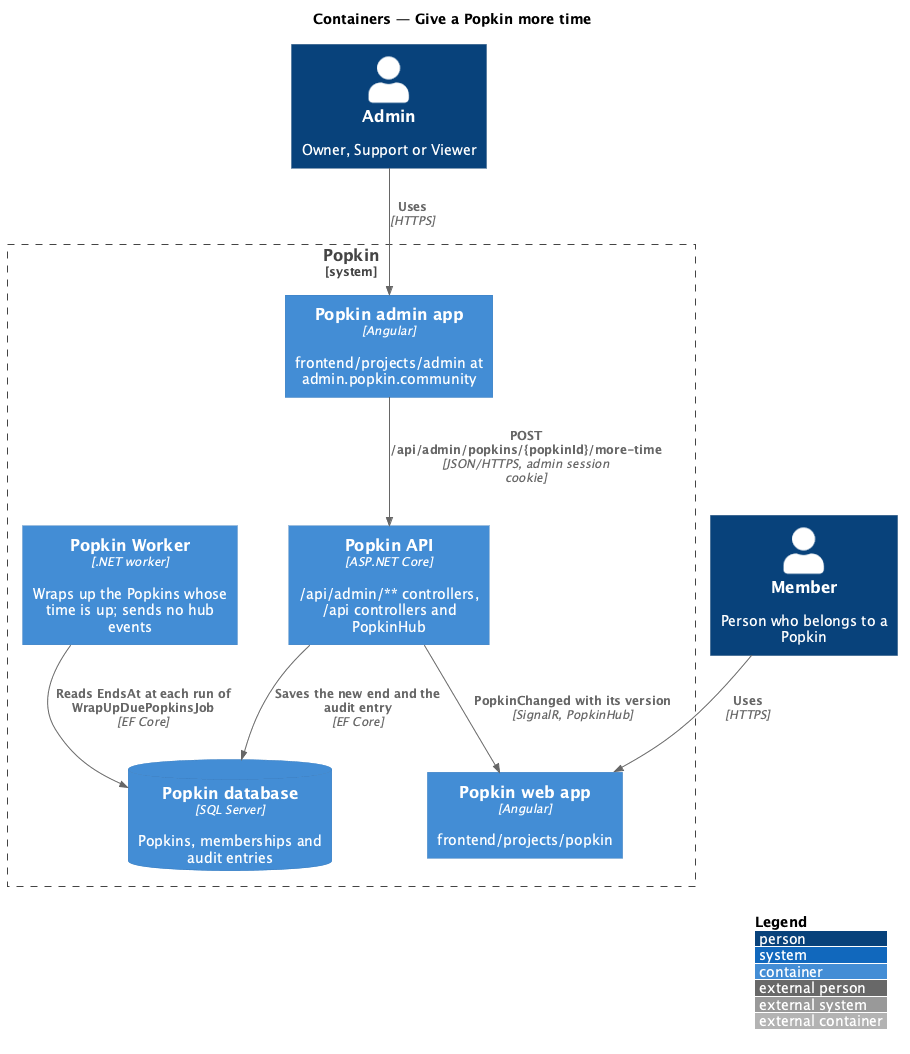 Containers — Give a Popkin more time
Admin
Owner, Support or Viewer
Uses
[HTTPS]
Popkin
[system]
Popkin admin app
[Angular]
frontend/projects/admin at
admin.popkin.community
POST
/api/admin/popkins/{popkinId}/more-time
[JSON/HTTPS, admin session
cookie]
Popkin Worker
[.NET worker]
Wraps up the Popkins whose
time is up; sends no hub
events
Popkin API
[ASP.NET Core]
/api/admin/** controllers,
/api controllers and
PopkinHub
Member
Person who belongs to a
Popkin
Reads EndsAt at each run of
WrapUpDuePopkinsJob
[EF Core]
Saves the new end and the
audit entry
[EF Core]
PopkinChanged with its version
[SignalR, PopkinHub]
Uses
[HTTPS]
Popkin database
[SQL Server]
Popkins, memberships and
audit entries
Popkin web app
[Angular]
frontend/projects/popkin
Legend
person
system
container
external person
external system
external container